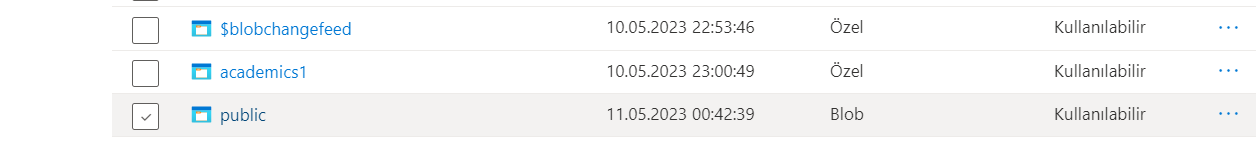 $blobchangefeed 10.05.2023 22:53:46 Özel Kullanılabilir ...
academics1 10.05.2023 23:00:49 Özel Kullanılabilir ...
public 11.05.2023 00:42:39 Blob Kullanılabilir ...